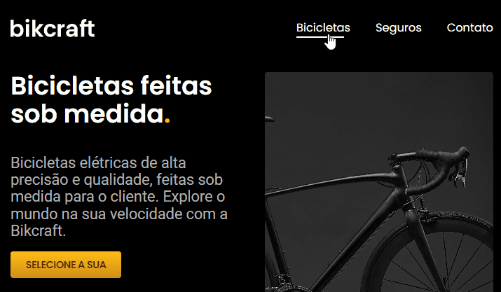 bikcraft
Bicicletas Seguros Contato
Bicicletas feitas
sob medida.
Bicicletas elétricas de alta
precisão e qualidade, feitas sob
medida para o cliente. Explore o
mundo na sua velocidade com a
Bikcraft.
SELECIONE A SUA